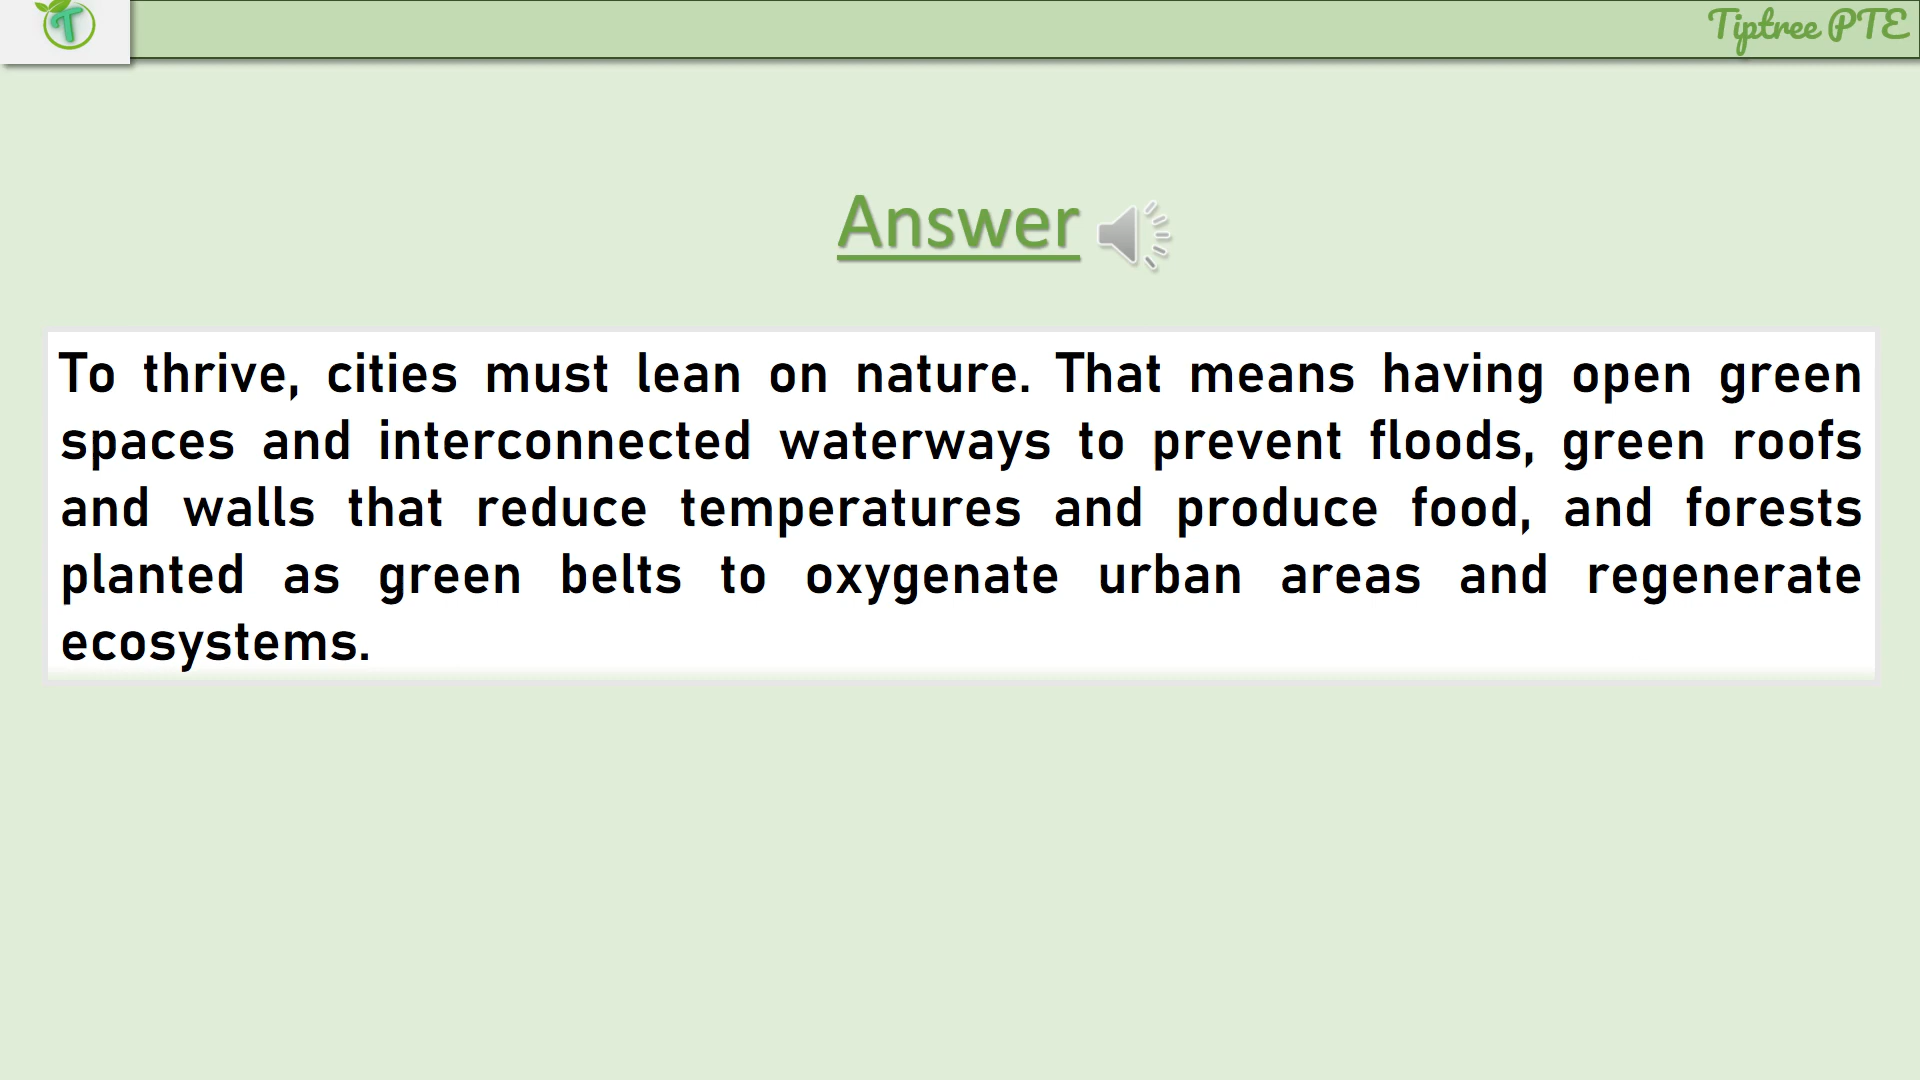 T
Tiptree PTE
Answer
To thrive, cities must lean on nature. That means having open green
spaces and interconnected waterways to prevent floods, green roofs
and walls that reduce temperatures and produce food, and forests
planted as green belts to oxygenate urban areas and regenerate
ecosystems.